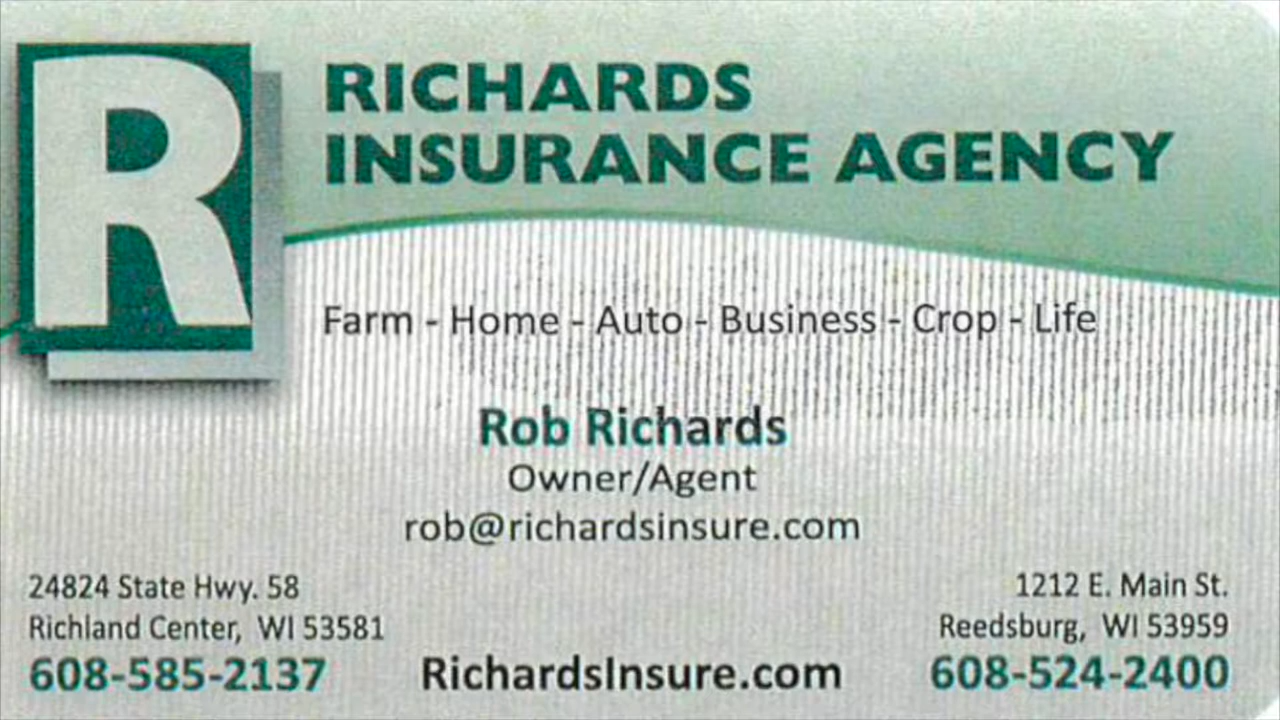 R
RICHARDS
INSURANCE AGENCY
Farm - Home - Auto - Business - Crop - Life
Rob Richards
Owner/Agent
rob@richardsinsure.com
24824 State Hwy. 58
Richland Center, WI 53581
608-585-2137
RichardsInsure.com
1212 E. Main St.
Reedsburg, WI 53959
608-524-2400